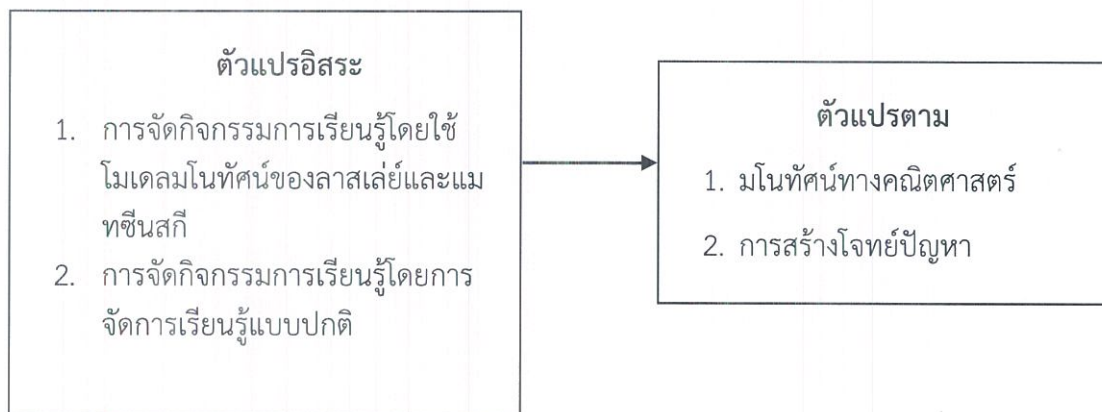 ตัวแปรอิสระ
1. การจัดกิจกรรมการเรียนรู้โดยใช้
โมเดลมโนทัศน์ของลาสเล่ย์และแม
ทซีนสกี
2. การจัดกิจกรรมการเรียนรู้โดยการ
จัดการเรียนรู้แบบปกติ
ตัวแปรตาม
1. มโนทัศน์ทางคณิตศาสตร์
2. การสร้างโจทย์ปัญหา